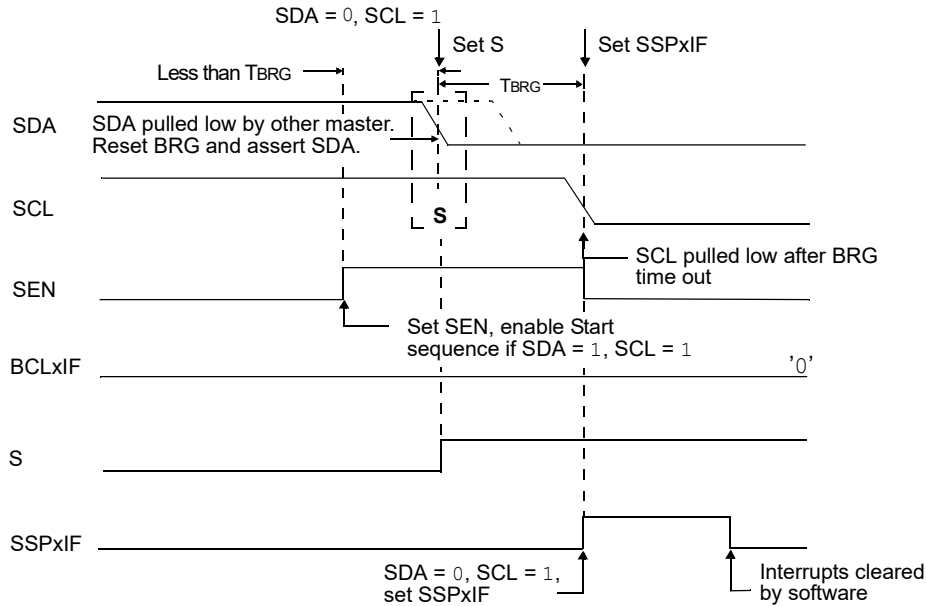 SDA = 0, SCL = 1
Set S
Set SSPxIF
Less than TBRG
TBRG
SDA
SDA pulled low by other master.
Reset BRG and assert SDA.
SCL
S
SCL pulled low after BRG
time out
SEN
Set SEN, enable Start
sequence if SDA = 1, SCL = 1
BCLxIF
'0'
S
SSPxIF
SDA = 0, SCL = 1,
set SSPxIF
Interrupts cleared
by software